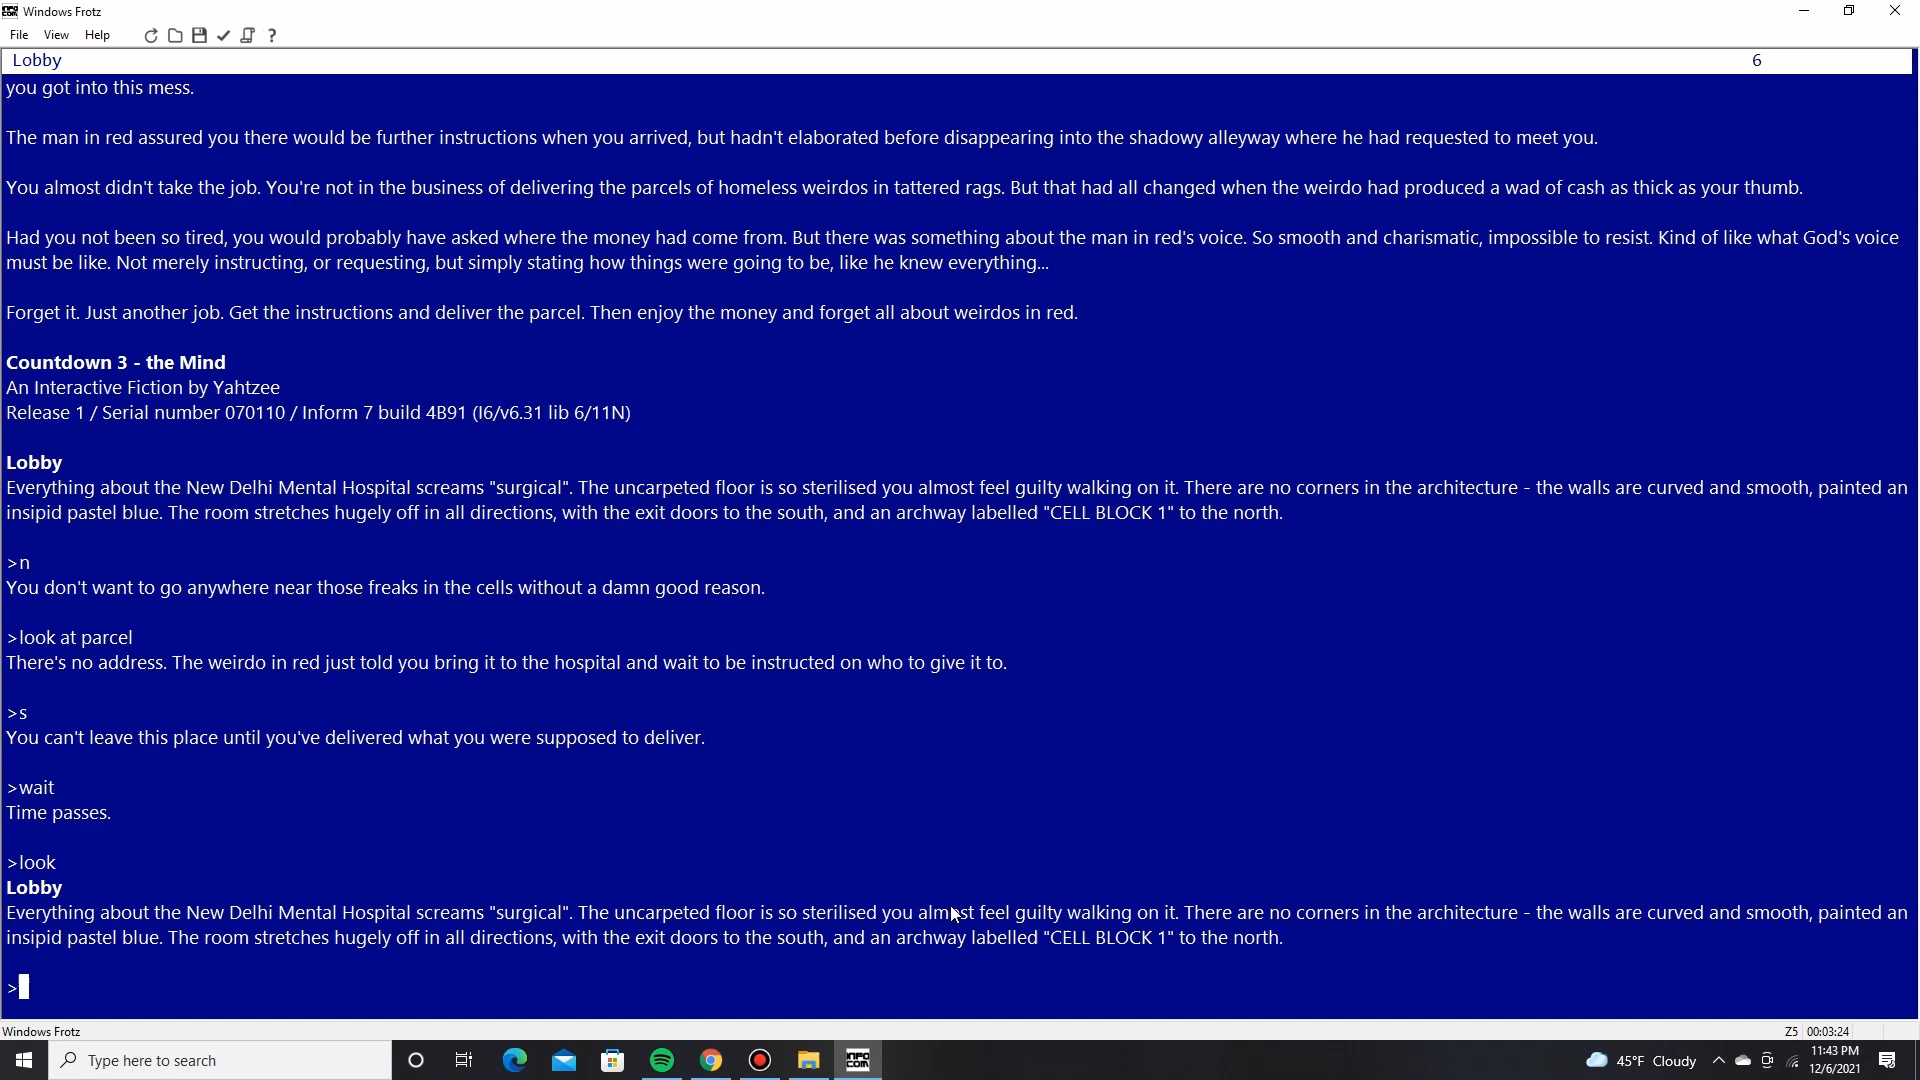 Windows Frotz
File View Help
Lobby 6
you got into this mess.
The man in red assured you there would be further instructions when you arrived, but hadn't elaborated before disappearing into the shadowy alleyway where he had requested to meet you.
You almost didn't take the job. You're not in the business of delivering the parcels of homeless weirdos in tattered rags. But that had all changed when the weirdo had produced a wad of cash as thick as your thumb.
Had you not been so tired, you would probably have asked where the money had come from. But there was something about the man in red's voice. So smooth and charismatic, impossible to resist. Kind of like what God's voice
must be like. Not merely instructing, or requesting, but simply stating how things were going to be, like he knew everything...
Forget it. Just another job. Get the instructions and deliver the parcel. Then enjoy the money and forget all about weirdos in red.
Countdown 3 - the Mind
An Interactive Fiction by Yahtzee
Release 1 / Serial number 070110 / Inform 7 build 4B91 (I6/v6.31 lib 6/11N)
Lobby
Everything about the New Delhi Mental Hospital screams "surgical". The uncarpeted floor is so sterilised you almost feel guilty walking on it. There are no corners in the architecture - the walls are curved and smooth, painted an
insipid pastel blue. The room stretches hugely off in all directions, with the exit doors to the south, and an archway labelled "CELL BLOCK 1" to the north.
>n
You don't want to go anywhere near those freaks in the cells without a damn good reason.
>look at parcel
There's no address. The weirdo in red just told you bring it to the hospital and wait to be instructed on who to give it to.
>s
You can't leave this place until you've delivered what you were supposed to deliver.
>wait
Time passes.
>look
Lobby
Everything about the New Delhi Mental Hospital screams "surgical". The uncarpeted floor is so sterilised you almost feel guilty walking on it. There are no corners in the architecture - the walls are curved and smooth, painted an
insipid pastel blue. The room stretches hugely off in all directions, with the exit doors to the south, and an archway labelled "CELL BLOCK 1" to the north.
>
Windows Frotz Z5 00:03:24
Type here to search INFO COM 45°F Cloudy 11:43 PM
12/6/2021